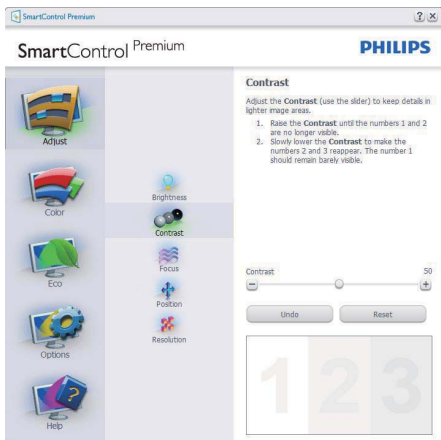 SmartControl Premium
? ×
SmartControl Premium
PHILIPS
Adjust
Color
Eco
Options
Help
Brightness
Contrast
Focus
Position
Resolution
Contrast
Adjust the Contrast (use the slider) to keep details in
lighter image areas.
1. Raise the Contrast until the numbers 1 and 2
are no longer visible.
2. Slowly lower the Contrast to make the
numbers 2 and 3 reappear. The number 1
should remain barely visible.
Contrast 50
− +
Undo Reset
1 2 3